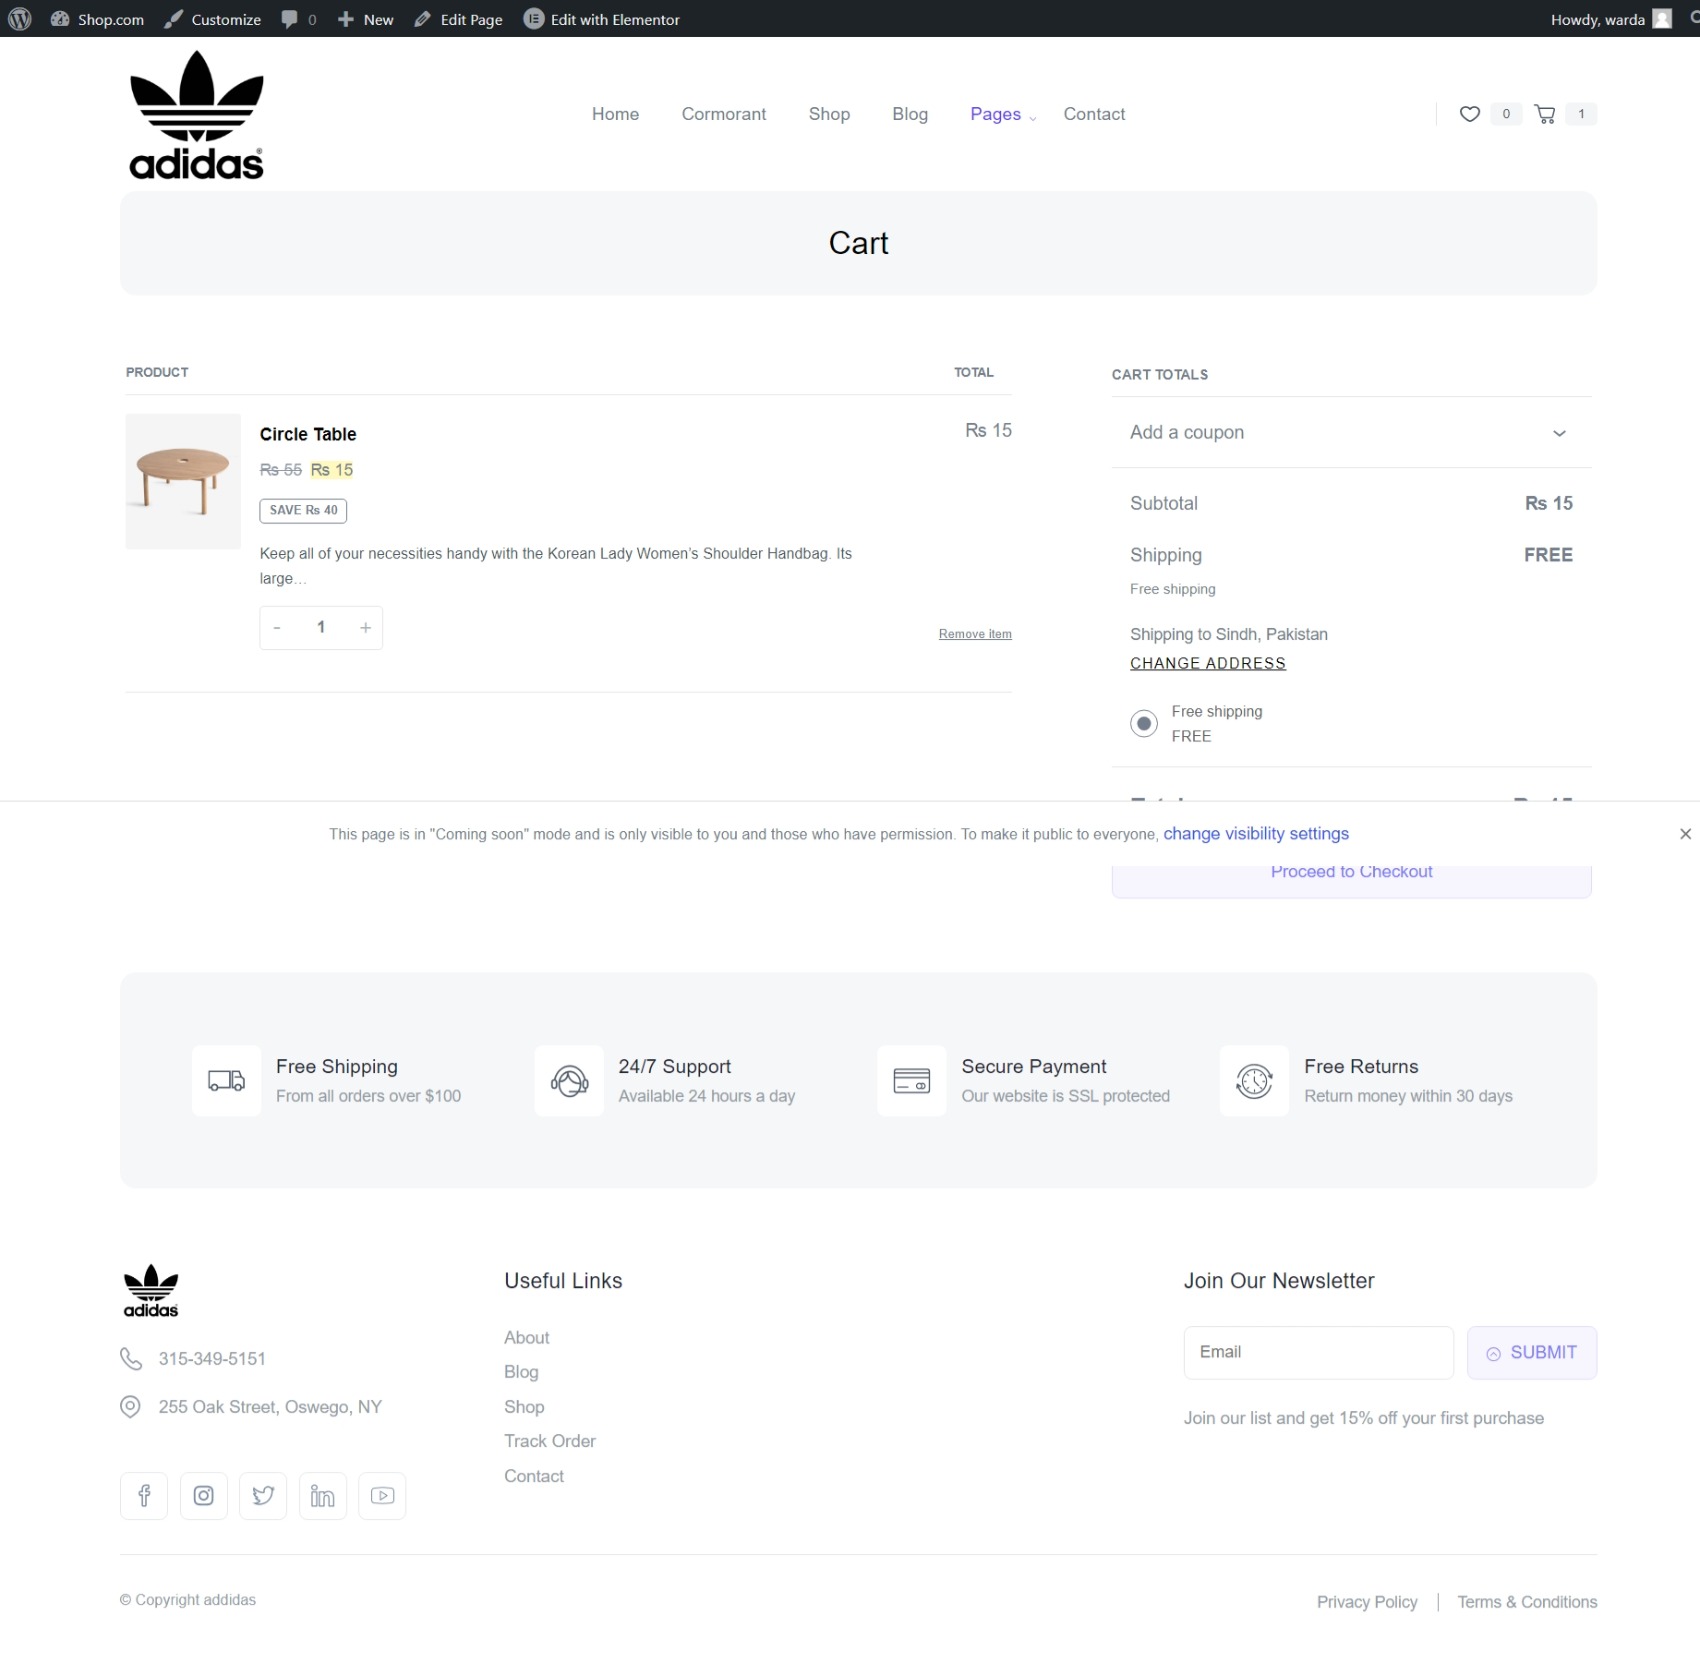 Shop.com Customize 0 New Edit Page Edit with Elementor Howdy, warda
adidas®
Home Cormorant Shop Blog Pages Contact 0 1
Cart
PRODUCT TOTAL
Circle Table Rs 15
Rs 55 Rs 15
SAVE Rs 40
Keep all of your necessities handy with the Korean Lady Women’s Shoulder Handbag. Its
large…
- 1 +
Remove item
CART TOTALS
Add a coupon
Subtotal Rs 15
Shipping FREE
Free shipping
Shipping to Sindh, Pakistan
CHANGE ADDRESS
Free shipping
FREE
This page is in "Coming soon" mode and is only visible to you and those who have permission. To make it public to everyone, change visibility settings
Proceed to Checkout
Free Shipping
From all orders over $100
24/7 Support
Available 24 hours a day
Secure Payment
Our website is SSL protected
Free Returns
Return money within 30 days
adidas
315-349-5151
255 Oak Street, Oswego, NY
Useful Links
About
Blog
Shop
Track Order
Contact
Join Our Newsletter
Email SUBMIT
Join our list and get 15% off your first purchase
© Copyright addidas
Privacy Policy | Terms & Conditions